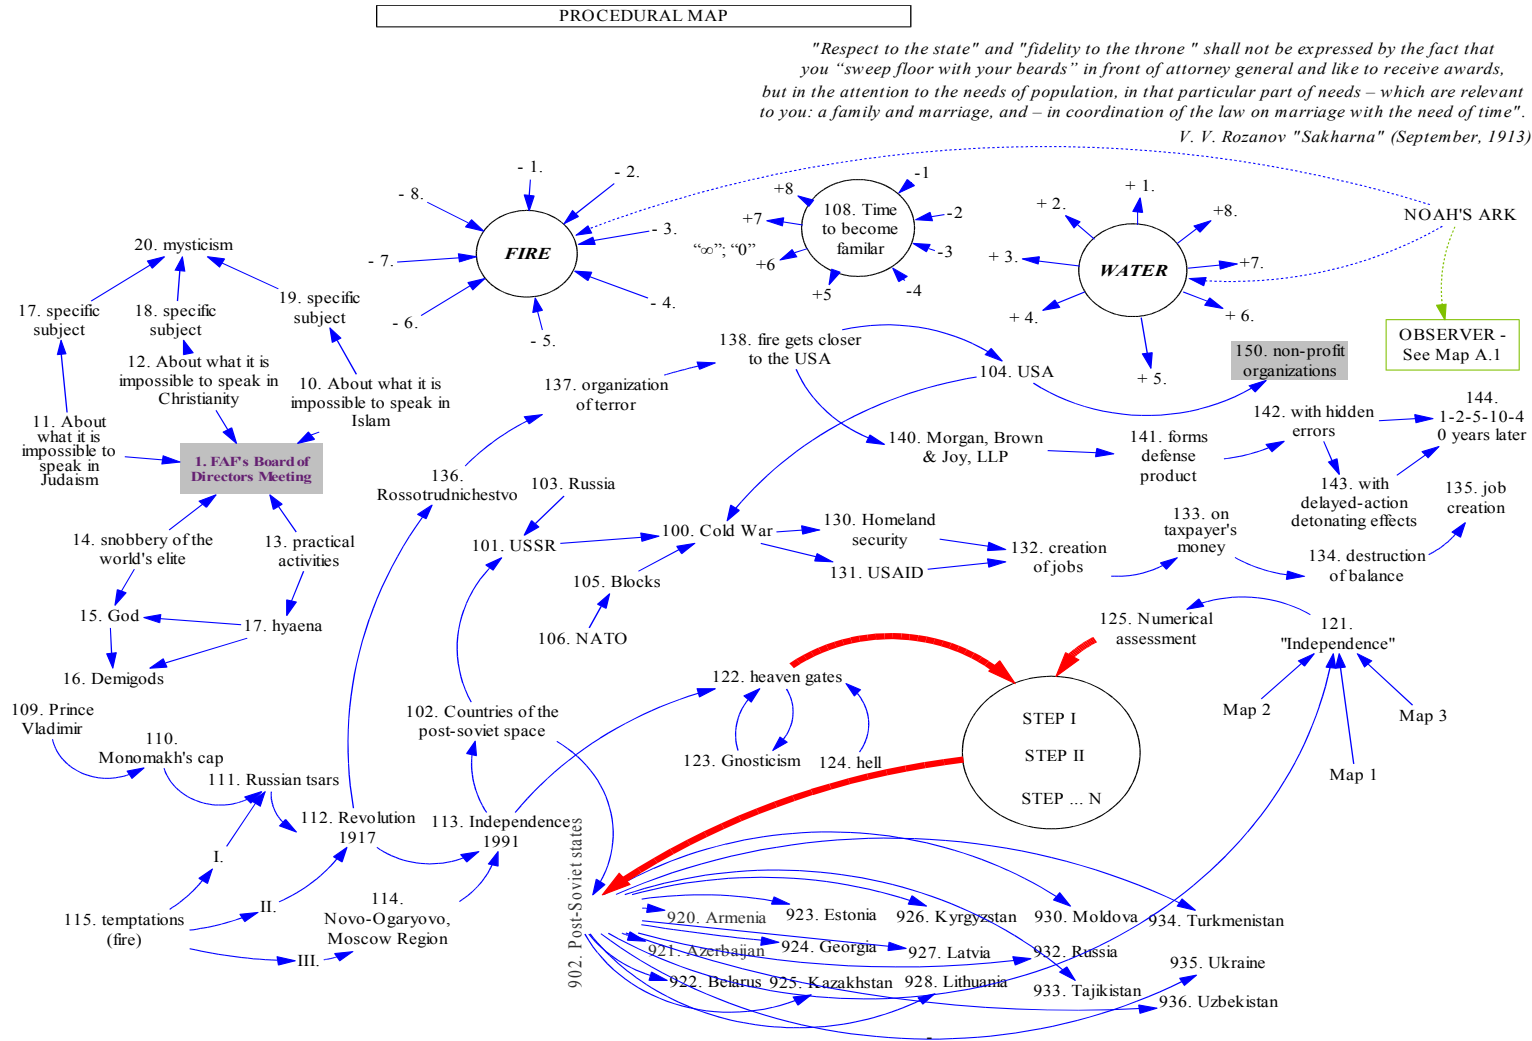 PROCEDURAL MAP
"Respect to the state" and "fidelity to the throne " shall not be expressed by the fact that
you “sweep floor with your beards” in front of attorney general and like to receive awards,
but in the attention to the needs of population, in that particular part of needs – which are relevant
to you: a family and marriage, and – in coordination of the law on marriage with the need of time".
V. V. Rozanov "Sakharna" (September, 1913)
- 1.
- 2.
- 3.
- 4.
- 5.
- 6.
- 7.
- 8.
FIRE
-1
-2
-3
-4
+5
+6
+7
+8
“∞”; “0”
108. Time
to become
familar
+ 1.
+ 2.
+ 3.
+ 4.
+ 5.
+ 6.
+7.
+8.
WATER
NOAH'S ARK
OBSERVER -
See Map A.1
20. mysticism
17. specific
subject
18. specific
subject
19. specific
subject
12. About what it is
impossible to speak in
Christianity
10. About what it is
impossible to speak in
Islam
11. About
what it is
impossible to
speak in
Judaism
1. FAF's Board of
Directors Meeting
14. snobbery of the
world's elite
13. practical
activities
15. God
17. hyaena
16. Demigods
138. fire gets closer
to the USA
104. USA
150. non-profit
organizations
137. organization
of terror
136.
Rossotrudnichestvo
140. Morgan, Brown
& Joy, LLP
141. forms
defense
product
142. with hidden
errors
144.
1-2-5-10-4
0 years later
143. with
delayed-action
detonating effects
135. job
creation
103. Russia
101. USSR
100. Cold War
130. Homeland
security
131. USAID
132. creation
of jobs
133. on
taxpayer's
money
134. destruction
of balance
105. Blocks
106. NATO
125. Numerical
assessment
121.
"Independence"
Map 2
Map 3
Map 1
122. heaven gates
123. Gnosticism
124. hell
STEP I
STEP II
STEP ... N
109. Prince
Vladimir
110.
Monomakh's cap
111. Russian tsars
102. Countries of the
post-soviet space
112. Revolution
1917
113. Independence
1991
I.
II.
III.
115. temptations
(fire)
114.
Novo-Ogaryovo,
Moscow Region
902. Post-Soviet states
920. Armenia
921. Azerbaijan
922. Belarus
923. Estonia
924. Georgia
925. Kazakhstan
926. Kyrgyzstan
927. Latvia
928. Lithuania
930. Moldova
932. Russia
933. Tajikistan
934. Turkmenistan
935. Ukraine
936. Uzbekistan